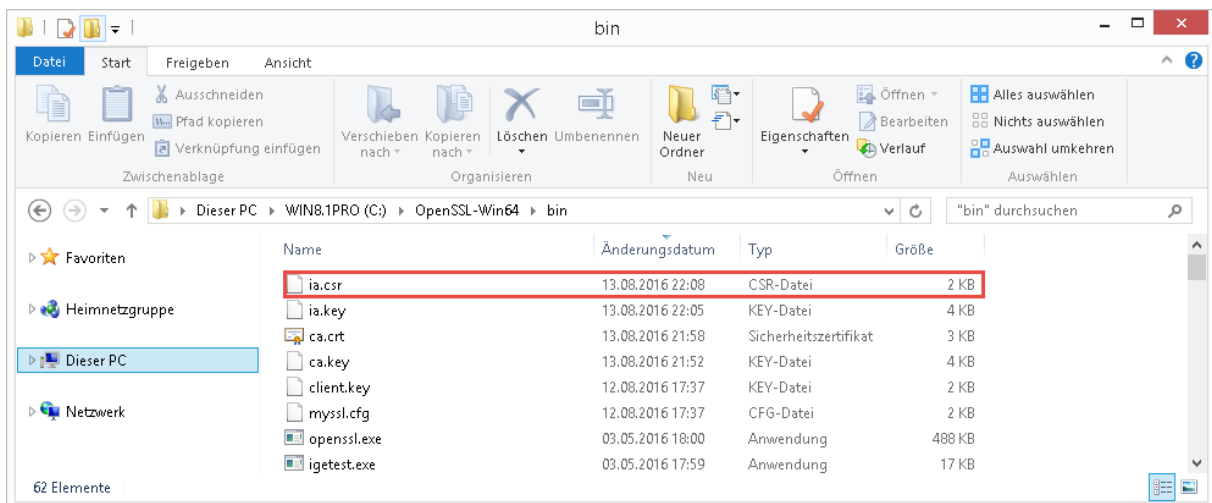 bin
Datei Start Freigeben Ansicht
Kopieren Einfügen
Ausschneiden
Pfad kopieren
Verknüpfung einfügen
Zwischenablage
Verschieben nach
Kopieren nach
Löschen Umbenennen
Organisieren
Neuer Ordner
Neu
Eigenschaften
Öffnen
Bearbeiten
Verlauf
Öffnen
Alles auswählen
Nichts auswählen
Auswahl umkehren
Auswählen
Dieser PC WIN8.1PRO (C:) OpenSSL-Win64 bin
"bin" durchsuchen
Favoriten
Heimnetzgruppe
Dieser PC
Netzwerk
Name Änderungsdatum Typ Größe
ia.csr 13.08.2016 22:08 CSR-Datei 2 KB
ia.key 13.08.2016 22:05 KEY-Datei 4 KB
ca.crt 13.08.2016 21:58 Sicherheitszertifikat 3 KB
ca.key 13.08.2016 21:52 KEY-Datei 4 KB
client.key 12.08.2016 17:37 KEY-Datei 2 KB
myssl.cfg 12.08.2016 17:37 CFG-Datei 2 KB
openssl.exe 03.05.2016 18:00 Anwendung 488 KB
igetest.exe 03.05.2016 17:59 Anwendung 17 KB
62 Elemente